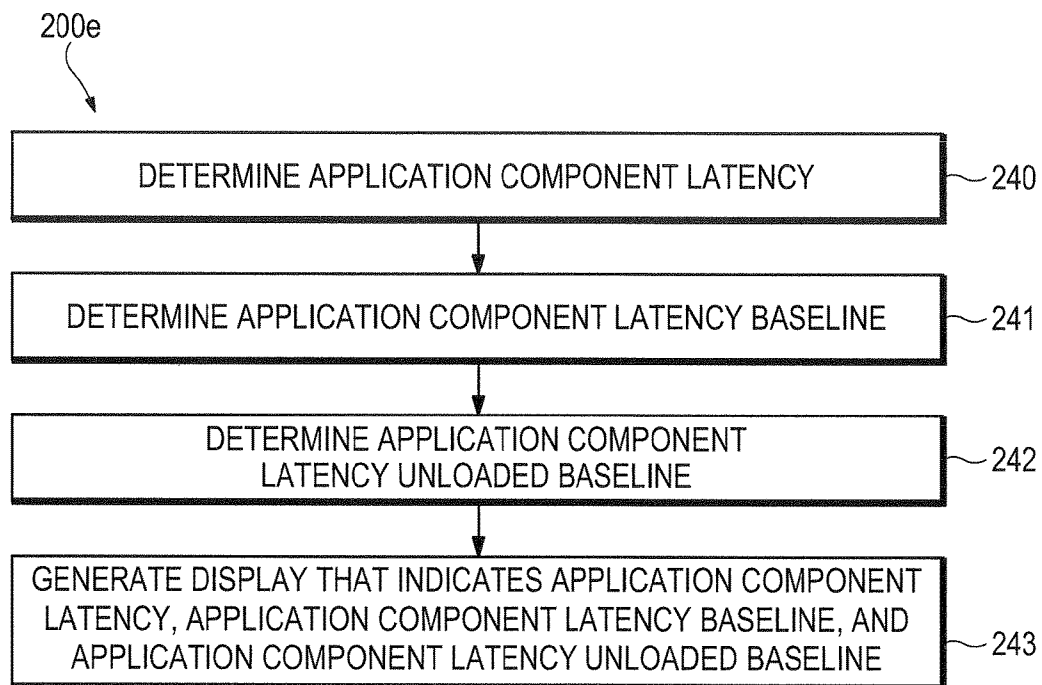 200e
DETERMINE APPLICATION COMPONENT LATENCY
240
DETERMINE APPLICATION COMPONENT LATENCY BASELINE
241
DETERMINE APPLICATION COMPONENT
LATENCY UNLOADED BASELINE
242
GENERATE DISPLAY THAT INDICATES APPLICATION COMPONENT
LATENCY, APPLICATION COMPONENT LATENCY BASELINE, AND
APPLICATION COMPONENT LATENCY UNLOADED BASELINE
243